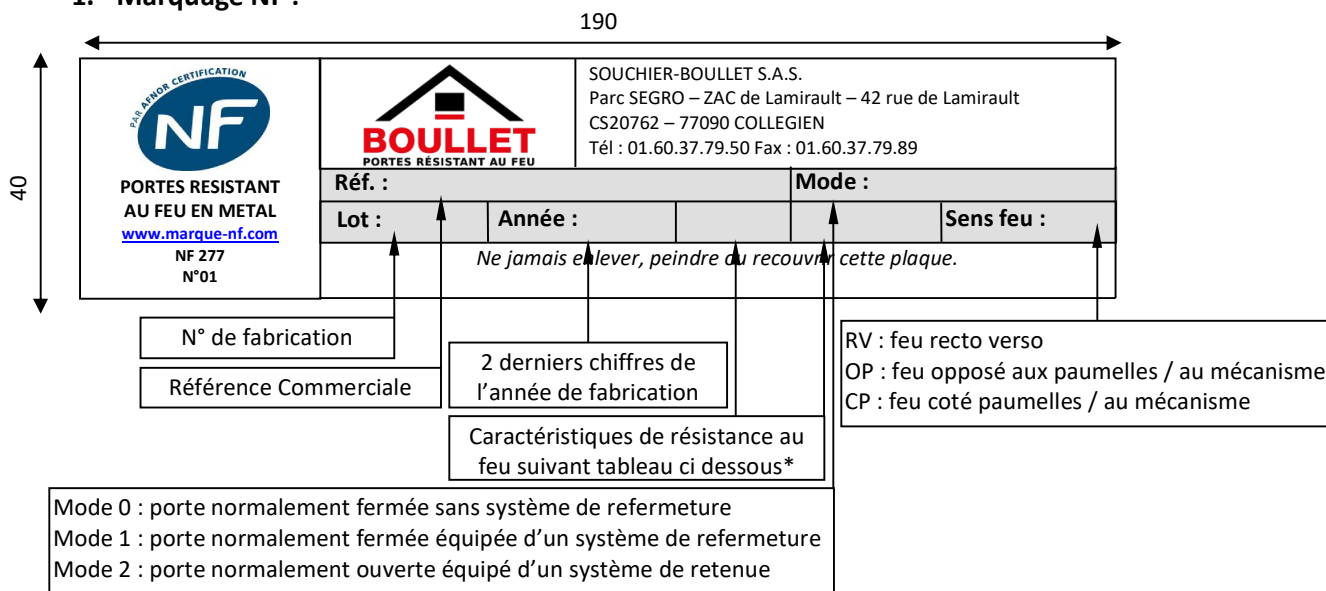 1. Marquage NF :
190
40
PAR AFNOR CERTIFICATION
NF
PORTES RESISTANT
AU FEU EN METAL
www.marque-nf.com
NF 277
N°01
BOULLET
PORTES RÉSISTANT AU FEU
SOUCHIER-BOULLET S.A.S.
Parc SEGRO – ZAC de Lamirault – 42 rue de Lamirault
CS20762 – 77090 COLLEGIEN
Tél : 01.60.37.79.50 Fax : 01.60.37.79.89
Réf. : Mode :
Lot : Année : Sens feu :
Ne jamais enlever, peindre ou recouvrir cette plaque.
N° de fabrication
Référence Commerciale
2 derniers chiffres de
l’année de fabrication
Caractéristiques de résistance au
feu suivant tableau ci dessous*
RV : feu recto verso
OP : feu opposé aux paumelles / au mécanisme
CP : feu coté paumelles / au mécanisme
Mode 0 : porte normalement fermée sans système de refermeture
Mode 1 : porte normalement fermée équipée d’un système de refermeture
Mode 2 : porte normalement ouverte équipé d’un système de retenue